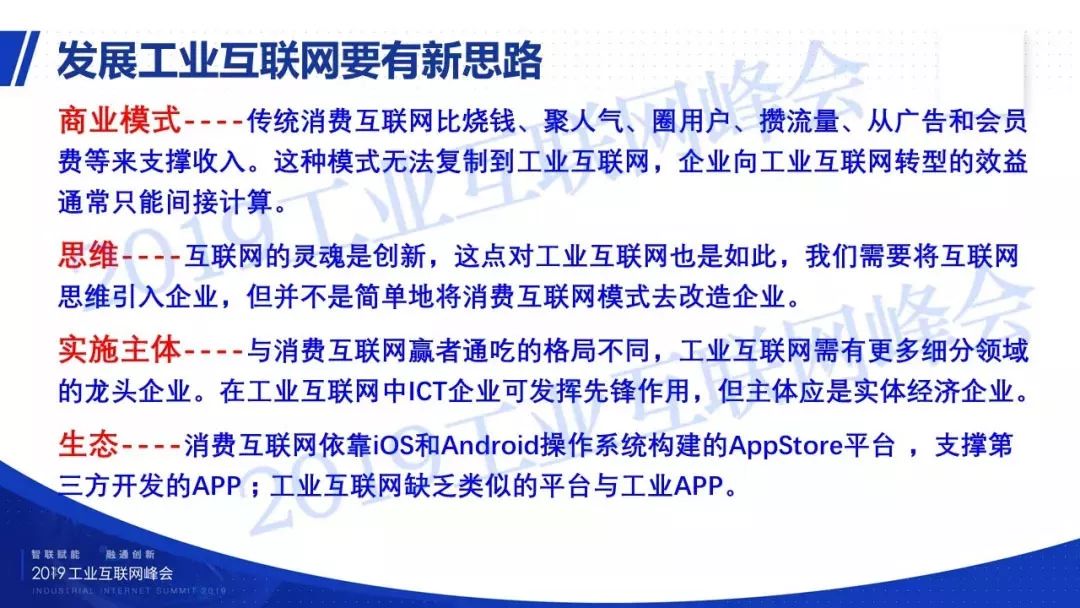 发展工业互联网要有新思路
商业模式----传统消费互联网比烧钱、聚人气、圈用户、攒流量、从广告和会员
费等来支撑收入。这种模式无法复制到工业互联网，企业向工业互联网转型的效益
通常只能间接计算。
思维----互联网的灵魂是创新，这点对工业互联网也是如此，我们需要将互联网
思维引入企业，但并不是简单地将消费互联网模式去改造企业。
实施主体----与消费互联网赢者通吃的格局不同，工业互联网需有更多细分领域
的龙头企业。在工业互联网中ICT企业可发挥先锋作用，但主体应是实体经济企业。
生态----消费互联网依靠iOS和Android操作系统构建的AppStore平台 ，支撑第
三方开发的APP；工业互联网缺乏类似的平台与工业APP。
2019工业互联网峰会
2019工业互联网峰会
智联赋能 融通创新
2019工业互联网峰会
INDUSTRIAL INTERNET SUMMIT 2019